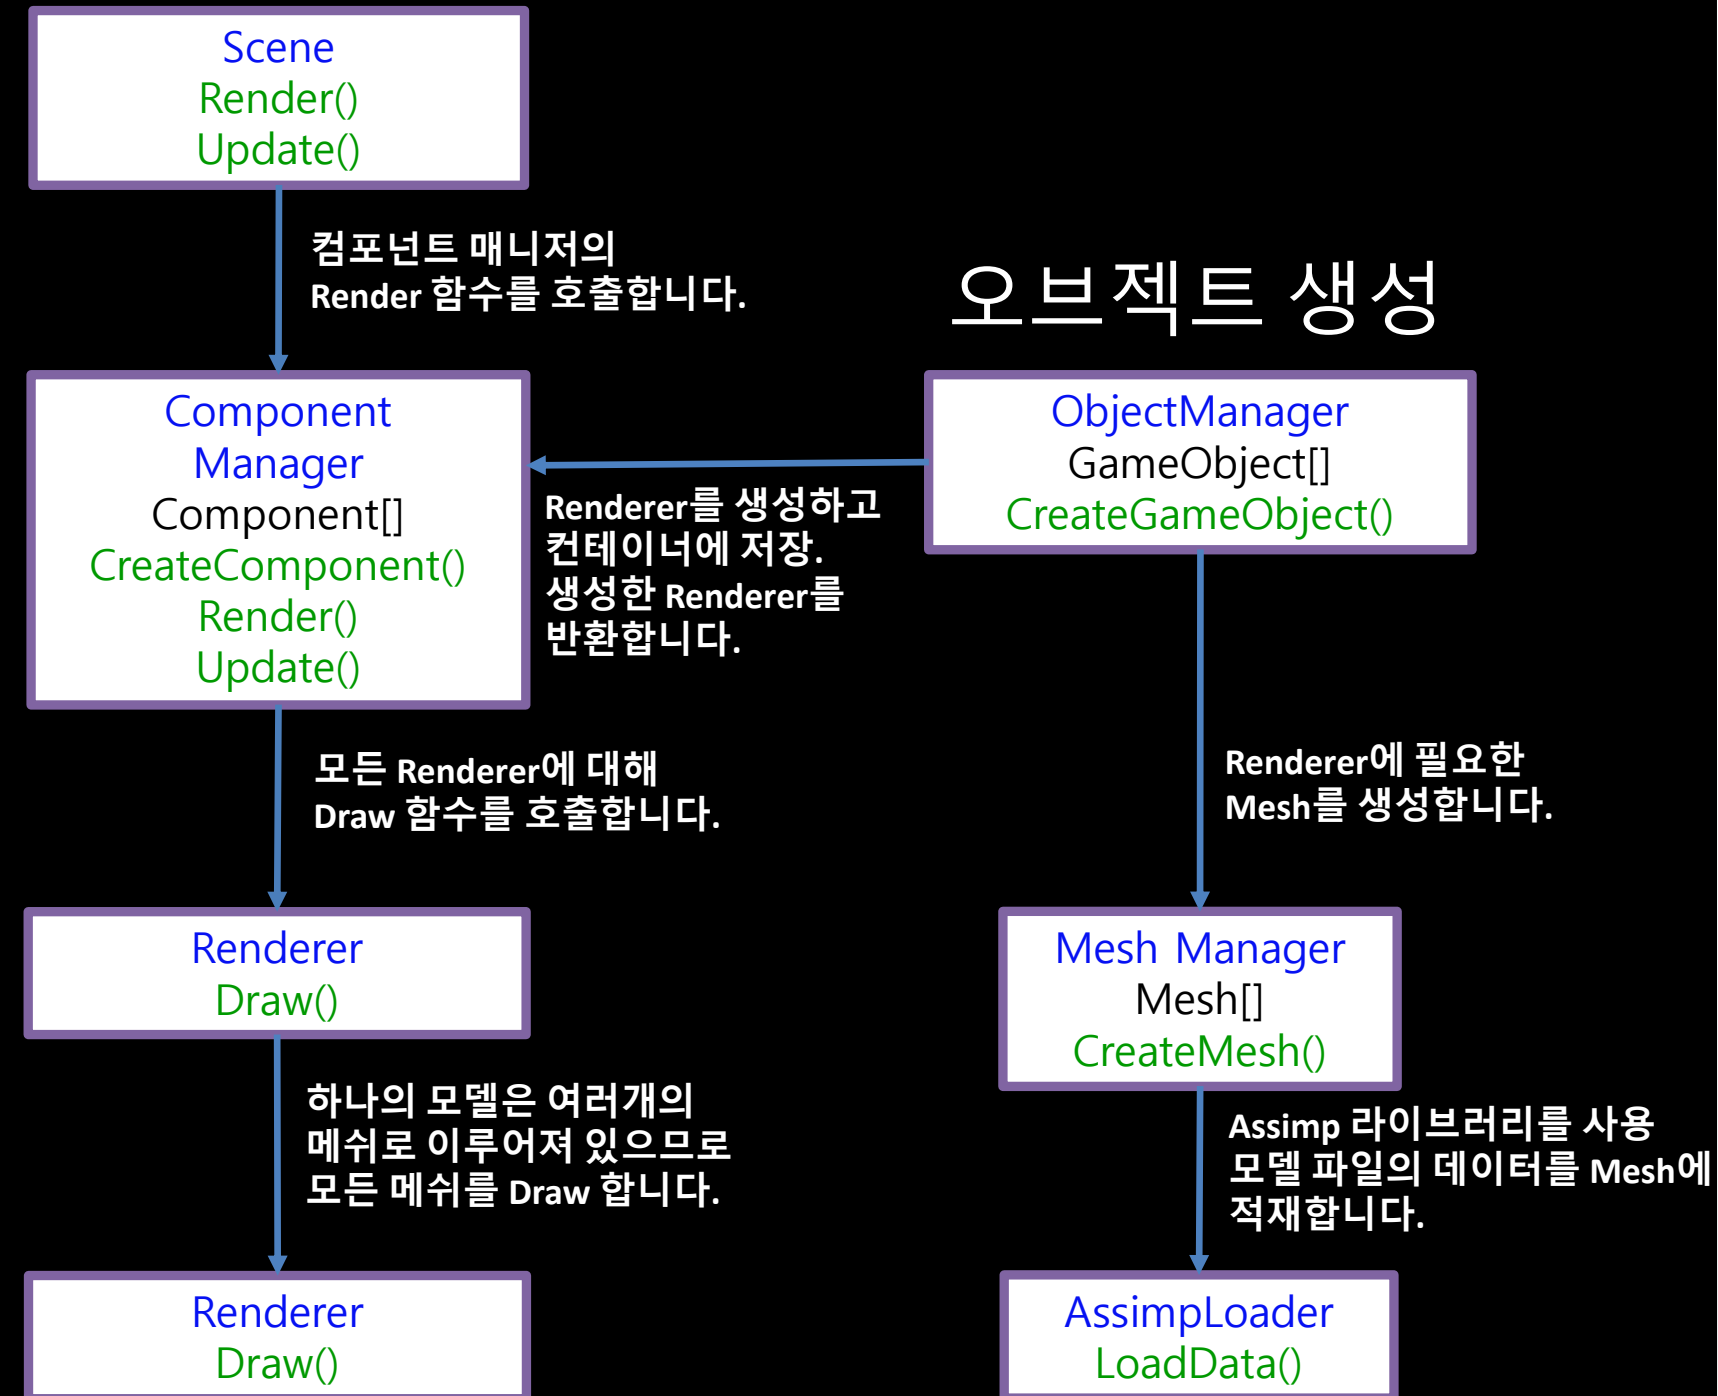 Scene
Render()
Update()
컴포넌트 매니저의
Render 함수를 호출합니다.
오브젝트 생성
Component
Manager
Component[]
CreateComponent()
Render()
Update()
ObjectManager
GameObject[]
CreateGameObject()
Renderer를 생성하고
컨테이너에 저장.
생성한 Renderer를
반환합니다.
모든 Renderer에 대해
Draw 함수를 호출합니다.
Renderer에 필요한
Mesh를 생성합니다.
Renderer
Draw()
Mesh Manager
Mesh[]
CreateMesh()
하나의 모델은 여러개의
메쉬로 이루어져 있으므로
모든 메쉬를 Draw 합니다.
Assimp 라이브러리를 사용
모델 파일의 데이터를 Mesh에
적재합니다.
Renderer
Draw()
AssimpLoader
LoadData()